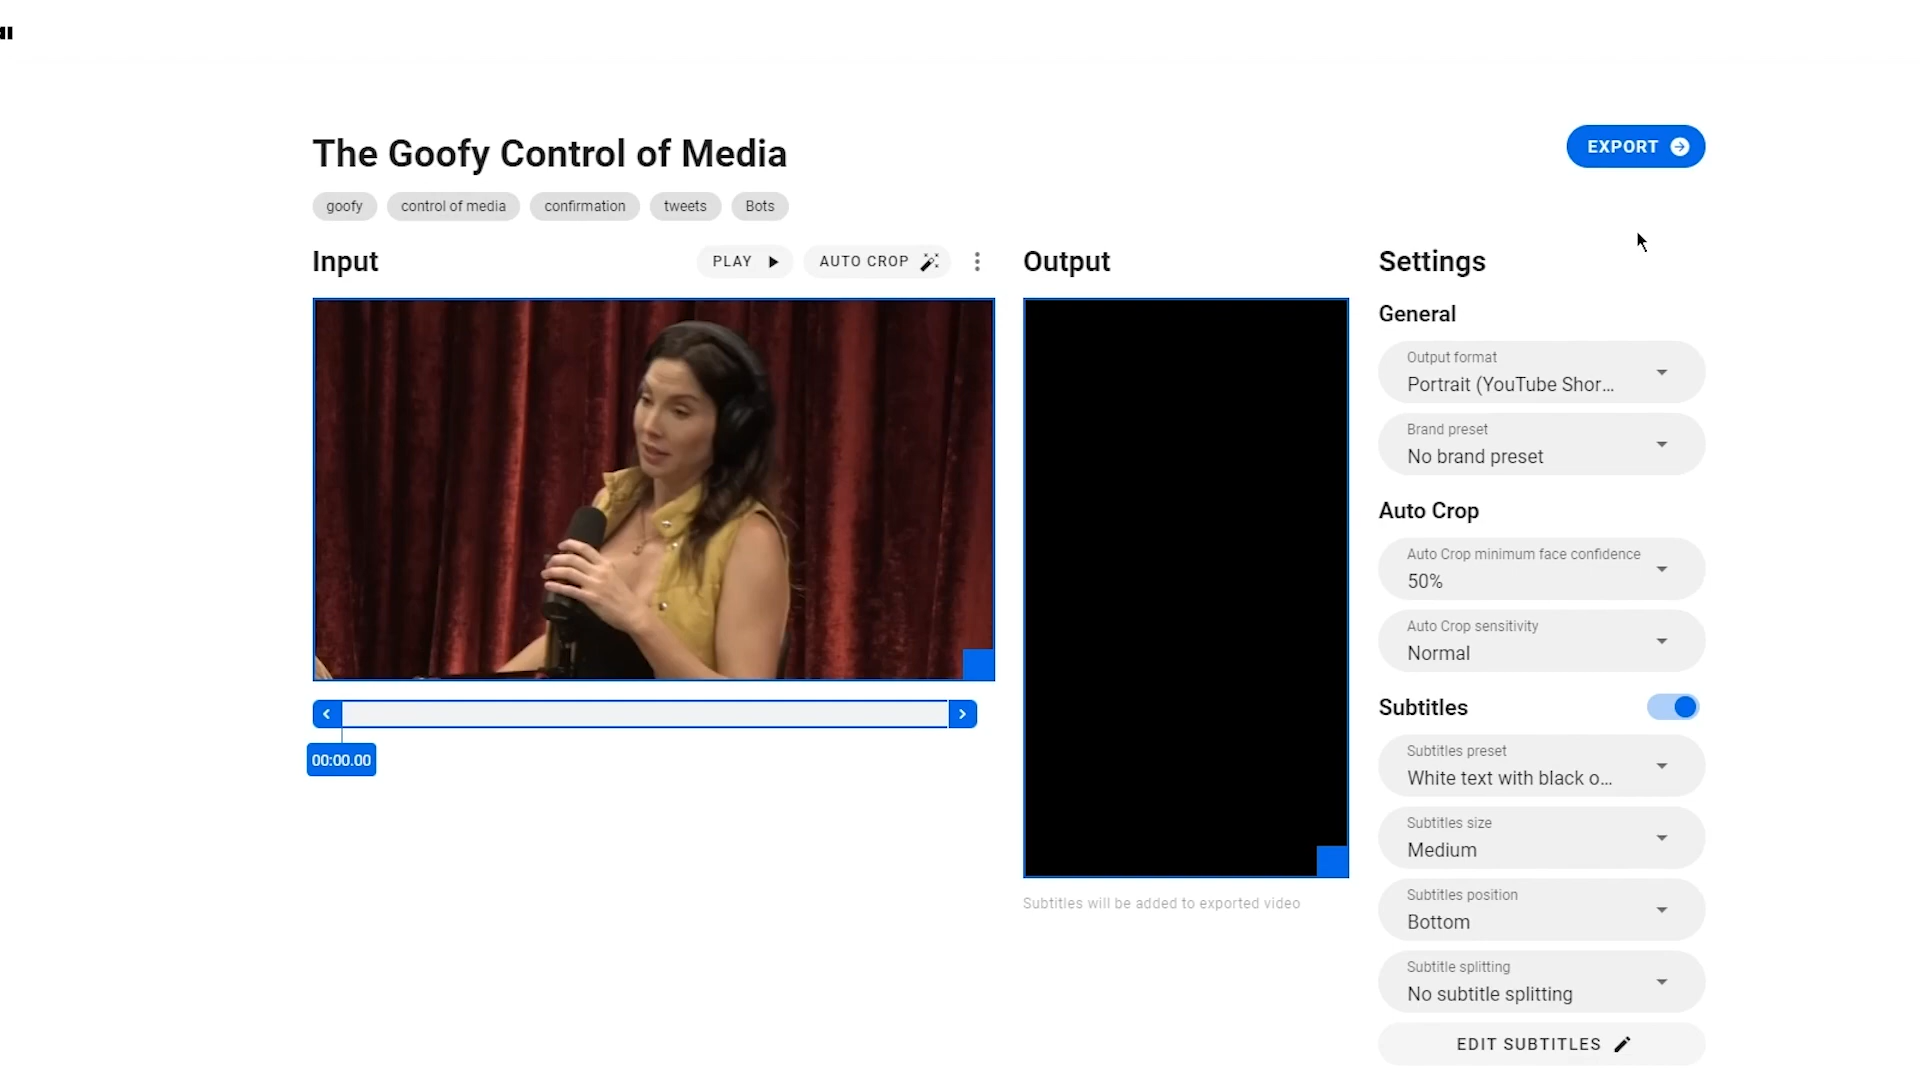 The Goofy Control of Media
EXPORT
goofy
control of media
confirmation
tweets
Bots
Input
PLAY
AUTO CROP
Output
Settings
General
Output format
Portrait (YouTube Shor...
Brand preset
No brand preset
Auto Crop
Auto Crop minimum face confidence
50%
Auto Crop sensitivity
Normal
Subtitles
00:00.00
Subtitles preset
White text with black o...
Subtitles size
Medium
Subtitles will be added to exported video
Subtitles position
Bottom
Subtitle splitting
No subtitle splitting
EDIT SUBTITLES